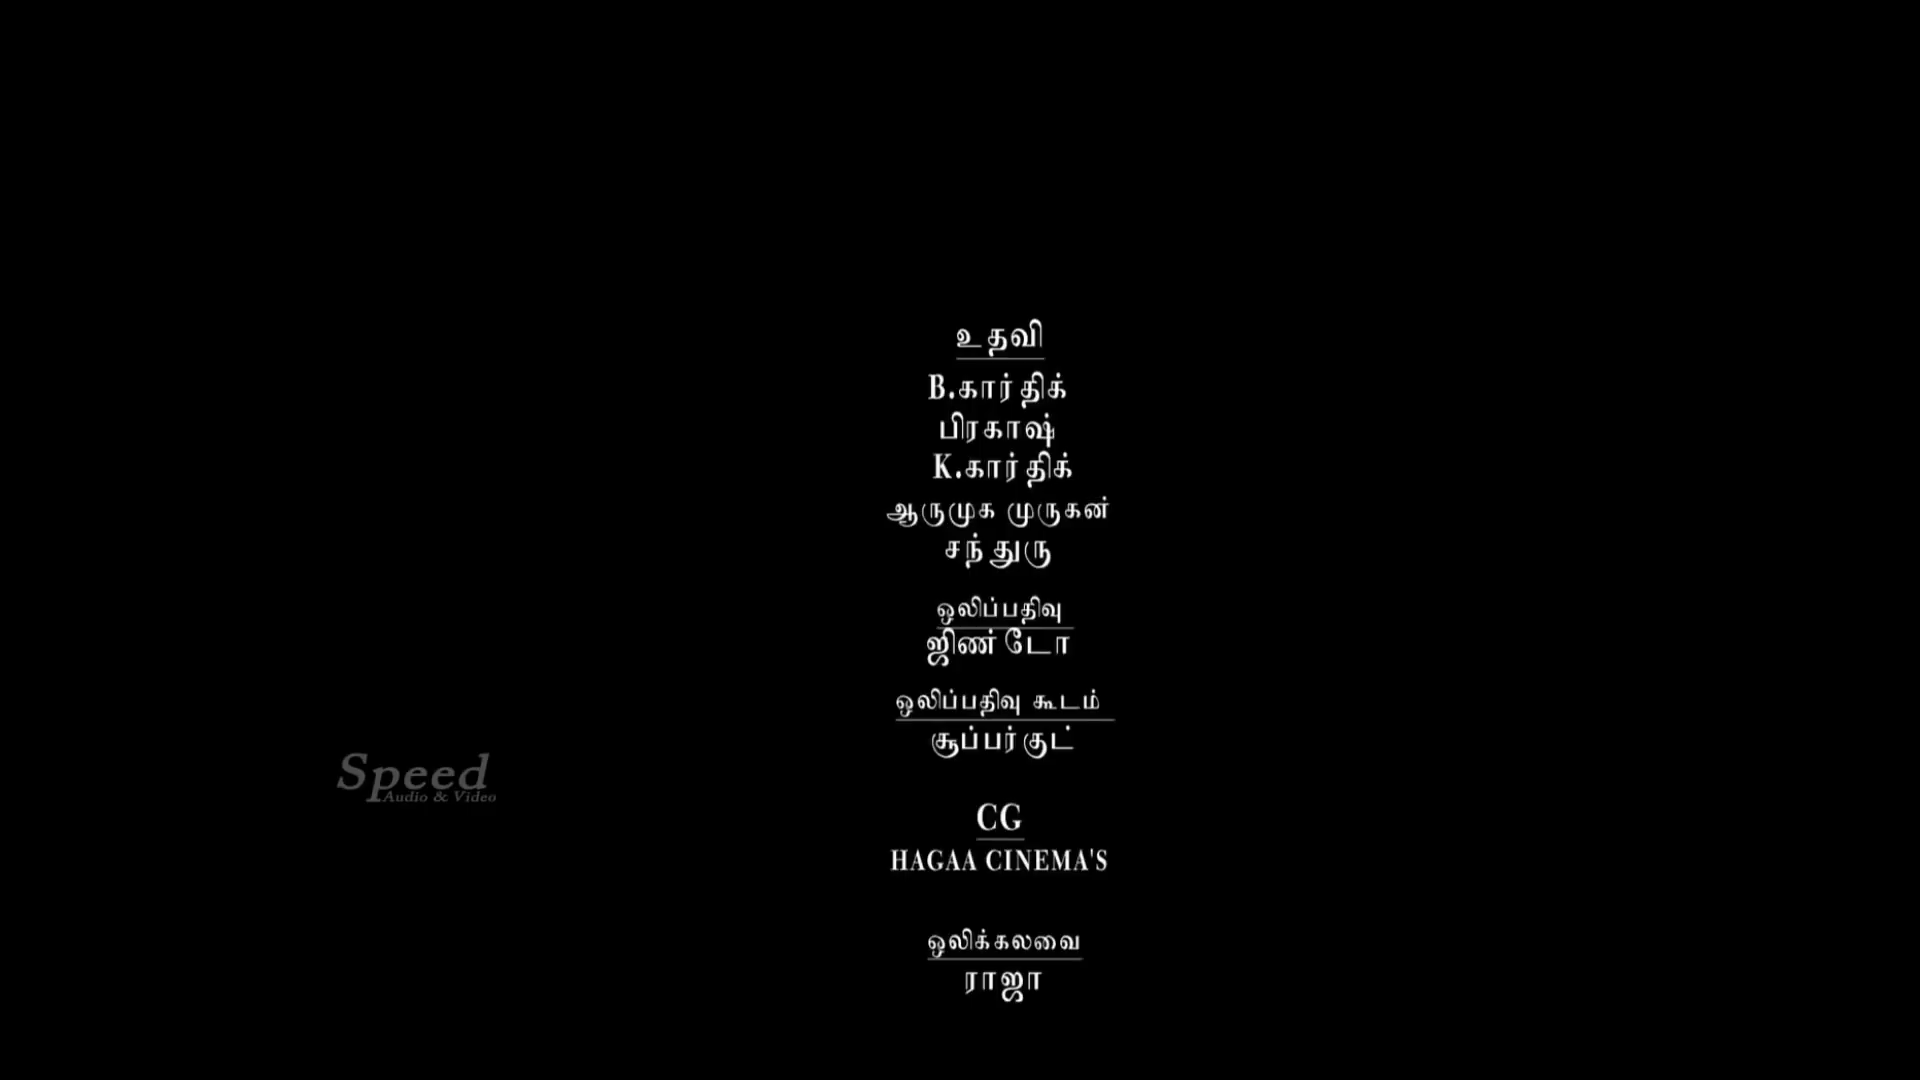 உதவி
B.கார்திக்
பிரகாஷ்
K.கார்திக்
ஆருமுக முருகன்
சந்துரு
ஒலிப்பதிவு
ஜிண்டோ
ஒலிப்பதிவு கூடம்
சூப்பர்குட்
Speed
Audio & Video
CG
HAGAA CINEMA'S
ஒலிக்கலவை
ராஜா